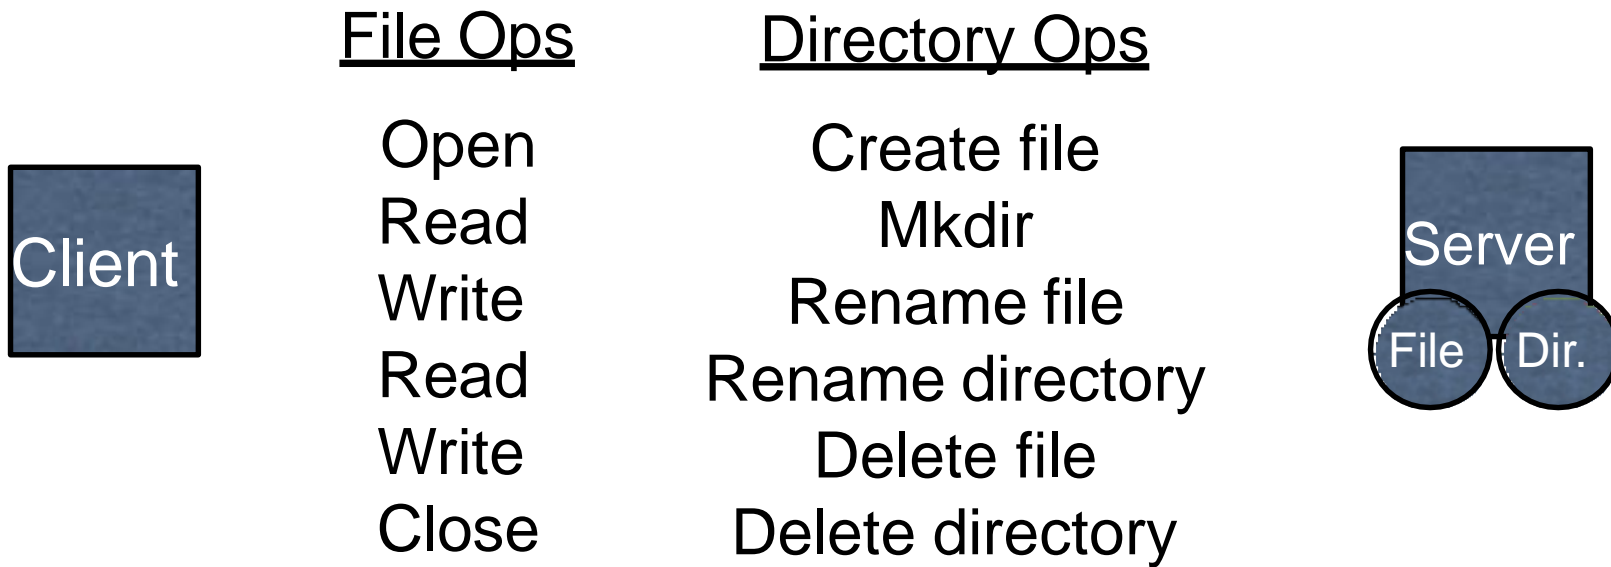 File Ops
Directory Ops
Open
Read
Write
Read
Write
Close
Create file
Mkdir
Rename file
Rename directory
Delete file
Delete directory
Client
Server
File
Dir.